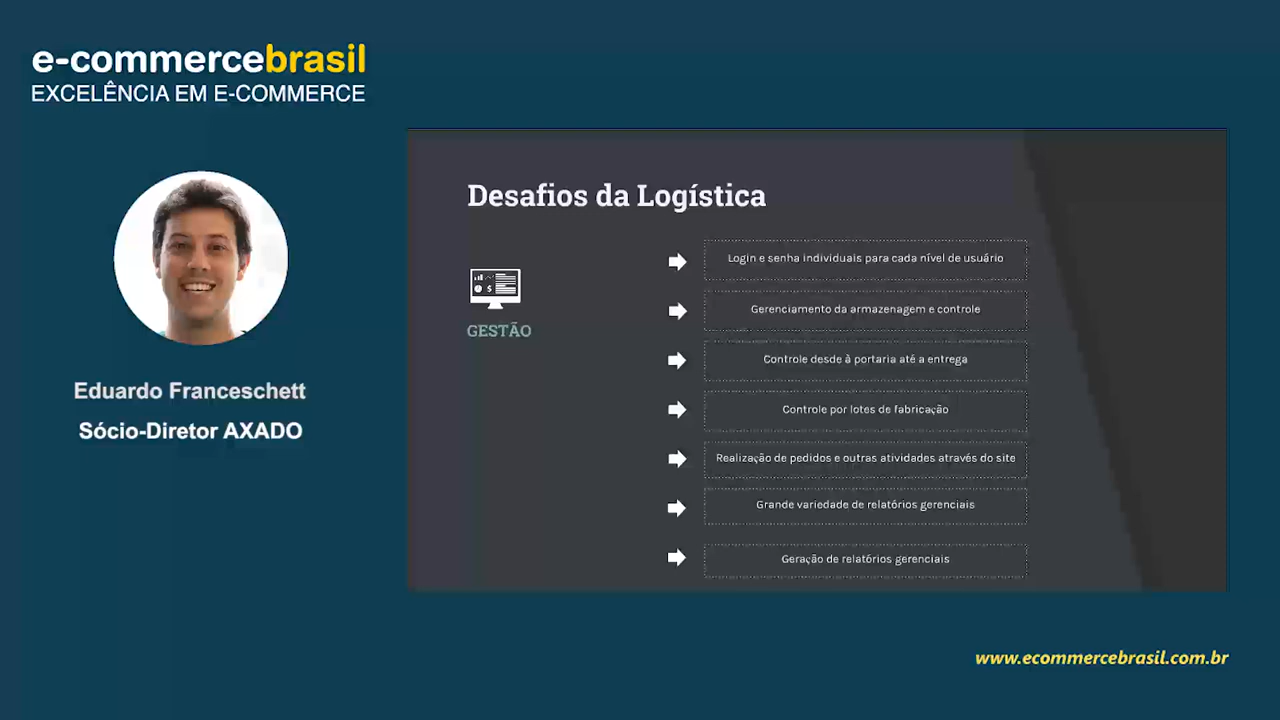 e-commercebrasil
EXCELÊNCIA EM E-COMMERCE
Eduardo Franceschett
Sócio-Diretor AXADO
Desafios da Logística
GESTÃO
Login e senha individuais para cada nível de usuário
Gerenciamento da armazenagem e controle
Controle desde à portaria até a entrega
Controle por lotes de fabricação
Realização de pedidos e outras atividades através do site
Grande variedade de relatórios gerenciais
Geração de relatórios gerenciais
www.ecommercebrasil.com.br